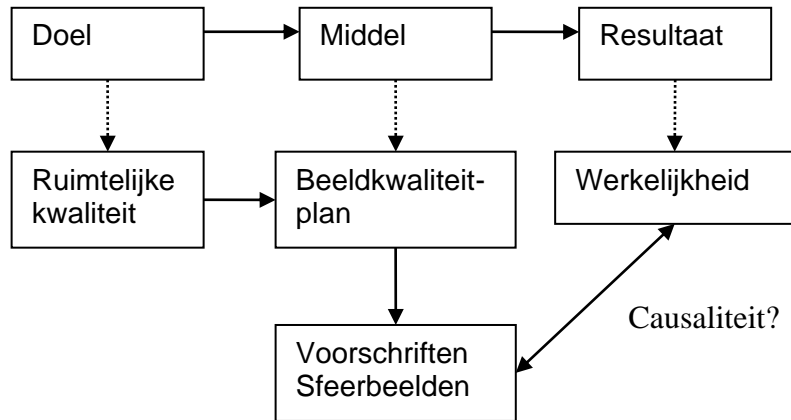 Doel
Middel
Resultaat
Ruimtelijke
kwaliteit
Beeldkwaliteit-
plan
Werkelijkheid
Causaliteit?
Voorschriften
Sfeerbeelden